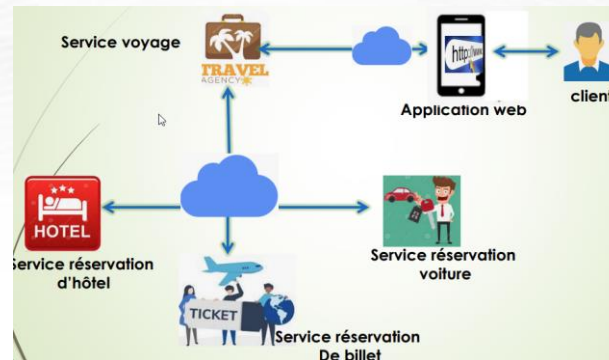 Service voyage
TRAVEL
AGENCY
http://www
Application web
client
HOTEL
Service réservation
d'hôtel
Service réservation
voiture
TICKET
Service réservation
De billet